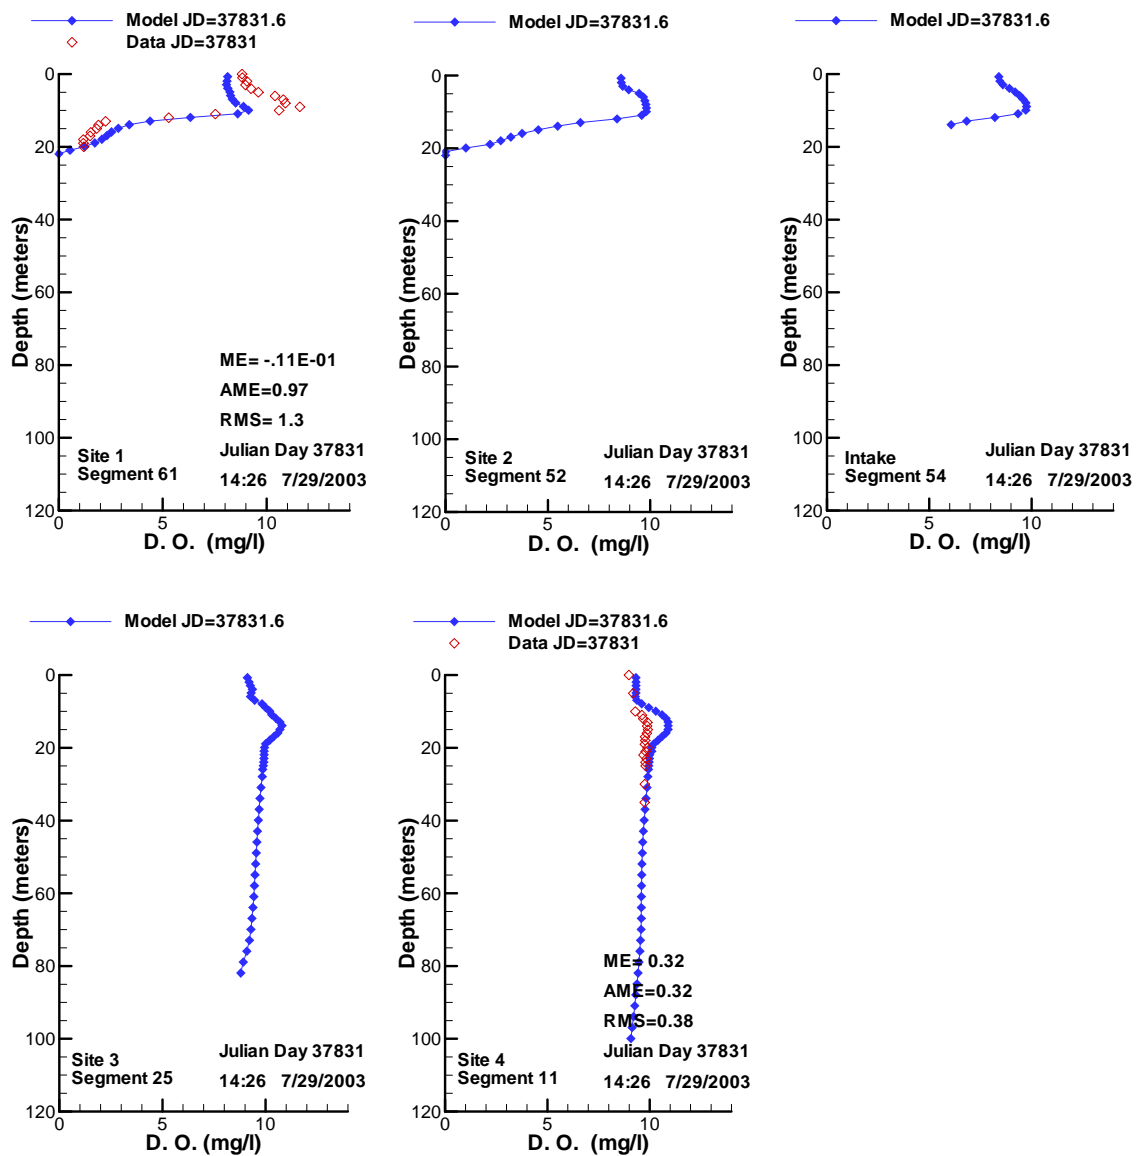 Model JD=37831.6
Data JD=37831
0
20
40
60
80
100
120
Depth (meters)
ME= -.11E-01
AME=0.97
RMS= 1.3
Julian Day 37831
14:26 7/29/2003
Site 1
Segment 61
0 5 10
D. O. (mg/l)
Model JD=37831.6
0
20
40
60
80
100
120
Depth (meters)
Julian Day 37831
14:26 7/29/2003
Site 2
Segment 52
0 5 10
D. O. (mg/l)
Model JD=37831.6
0
20
40
60
80
100
120
Depth (meters)
Julian Day 37831
14:26 7/29/2003
Intake
Segment 54
0 5 10
D. O. (mg/l)
Model JD=37831.6
0
20
40
60
80
100
120
Depth (meters)
Julian Day 37831
14:26 7/29/2003
Site 3
Segment 25
0 5 10
D. O. (mg/l)
Model JD=37831.6
Data JD=37831
0
20
40
60
80
100
120
Depth (meters)
ME= 0.32
AME=0.32
RMS=0.38
Julian Day 37831
14:26 7/29/2003
Site 4
Segment 11
0 5 10
D. O. (mg/l)